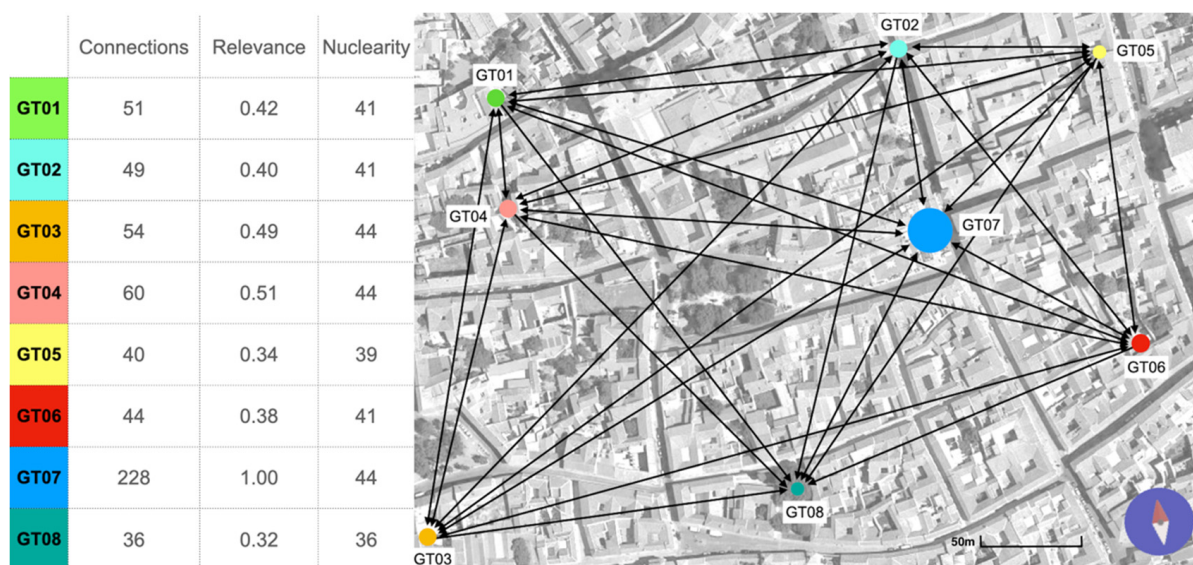 Connections Relevance Nuclearity
GT01 51 0.42 41
GT02 49 0.40 41
GT03 54 0.49 44
GT04 60 0.51 44
GT05 40 0.34 39
GT06 44 0.38 41
GT07 228 1.00 44
GT08 36 0.32 36
GT02
GT05
GT01
GT04
GT07
GT06
GT08
50m
GT03